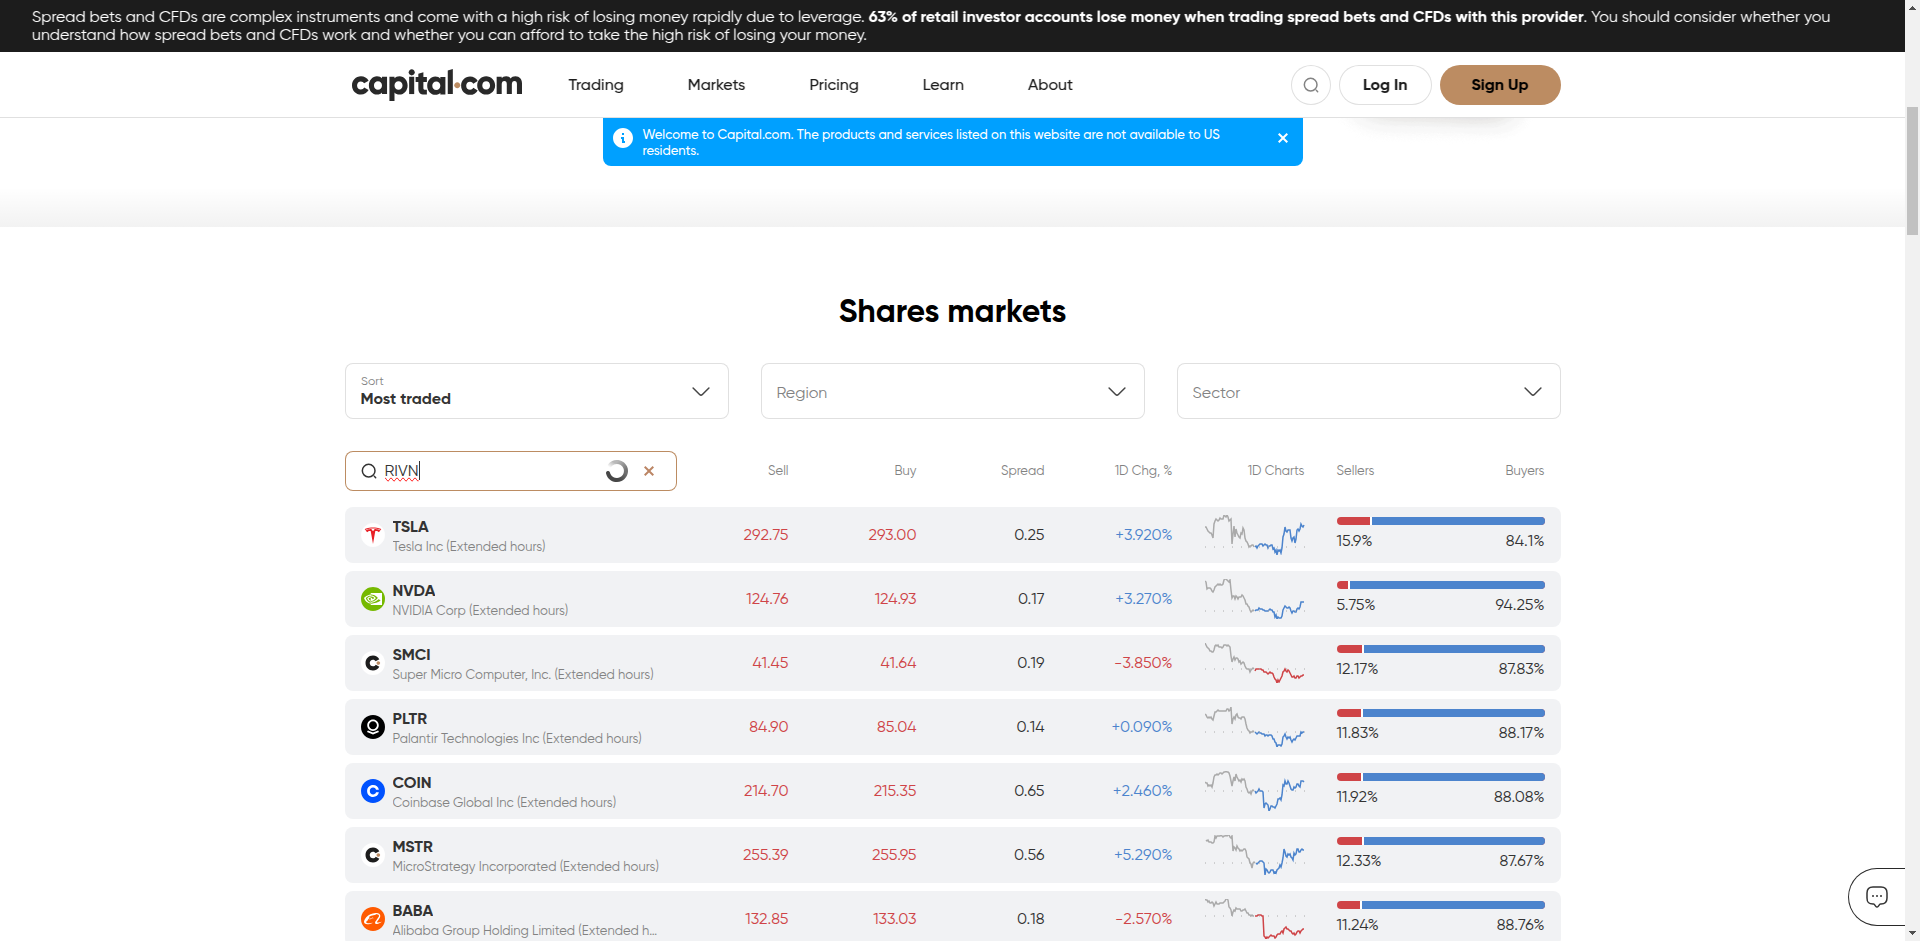 Spread bets and CFDs are complex instruments and come with a high risk of losing money rapidly due to leverage. 63% of retail investor accounts lose money when trading spread bets and CFDs with this provider. You should consider whether you
understand how spread bets and CFDs work and whether you can afford to take the high risk of losing your money.
capital.com Trading Markets Pricing Learn About Log In Sign Up
Welcome to Capital.com. The products and services listed on this website are not available to US
residents.
Shares markets
Sort
Most traded
Region
Sector
RIVN Sell Buy Spread 1D Chg, % 1D Charts Sellers Buyers
TSLA
Tesla Inc (Extended hours)
292.75 293.00 0.25 +3.920% 15.9% 84.1%
NVDA
NVIDIA Corp (Extended hours)
124.76 124.93 0.17 +3.270% 5.75% 94.25%
SMCI
Super Micro Computer, Inc. (Extended hours)
41.45 41.64 0.19 -3.850% 12.17% 87.83%
PLTR
Palantir Technologies Inc (Extended hours)
84.90 85.04 0.14 +0.090% 11.83% 88.17%
COIN
Coinbase Global Inc (Extended hours)
214.70 215.35 0.65 +2.460% 11.92% 88.08%
MSTR
MicroStrategy Incorporated (Extended hours)
255.39 255.95 0.56 +5.290% 12.33% 87.67%
BABA
Alibaba Group Holding Limited (Extended h...
132.85 133.03 0.18 -2.570% 11.24% 88.76%